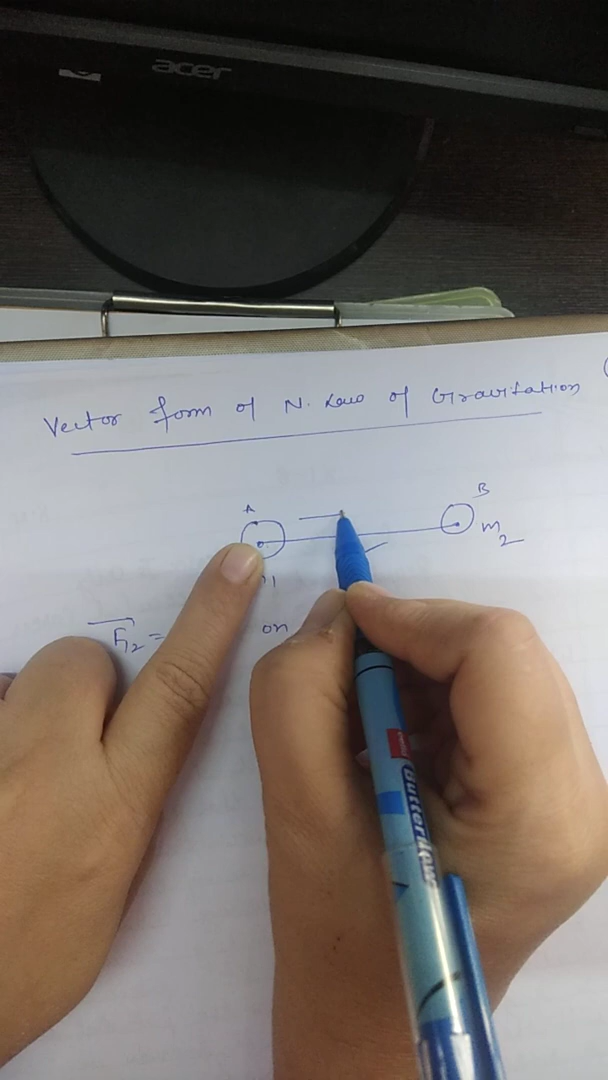 acer
Vector form of N. Law of Gravitation
A
B
m2
F12 =
on
Butterflow